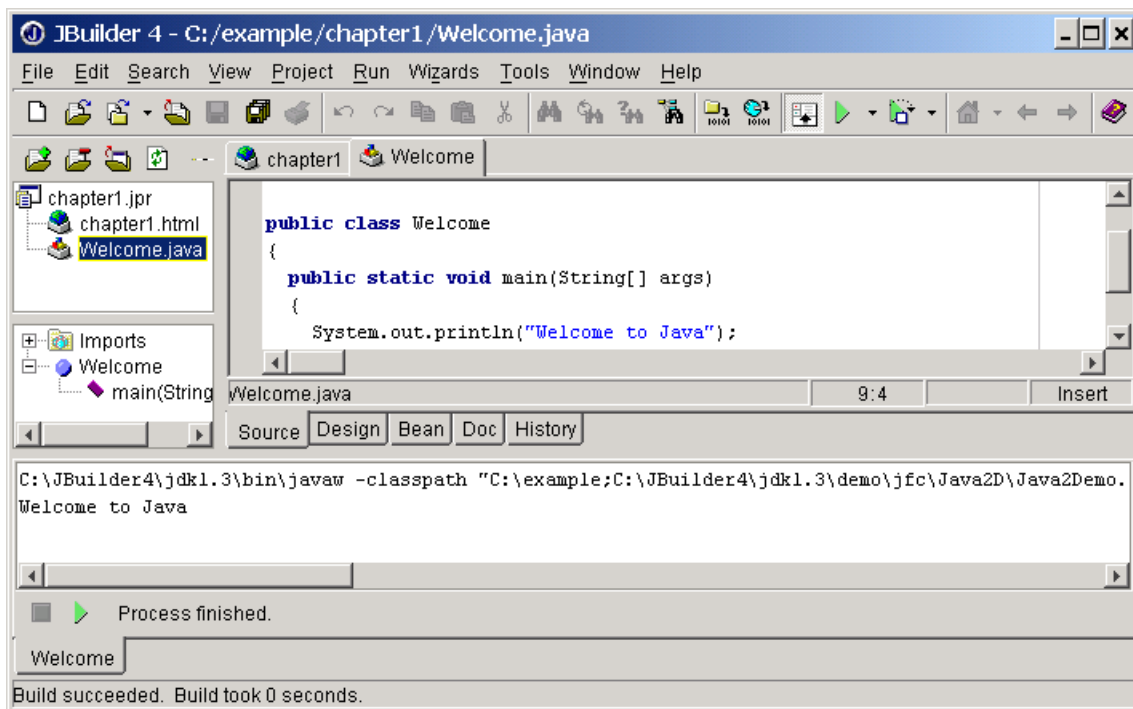 JBuilder 4 - C:/example/chapter1/Welcome.java
File Edit Search View Project Run Wizards Tools Window Help
chapter1 Welcome
chapter1.jpr
chapter1.html
Welcome.java
Imports
Welcome
main(String
public class Welcome
{
public static void main(String[] args)
{
System.out.println("Welcome to Java");
Welcome.java 9:4 Insert
Source Design Bean Doc History
C:\JBuilder4\jdk1.3\bin\javaw -classpath "C:\example;C:\JBuilder4\jdk1.3\demo\jfc\Java2D\Java2Demo.
Welcome to Java
Process finished.
Welcome
Build succeeded. Build took 0 seconds.